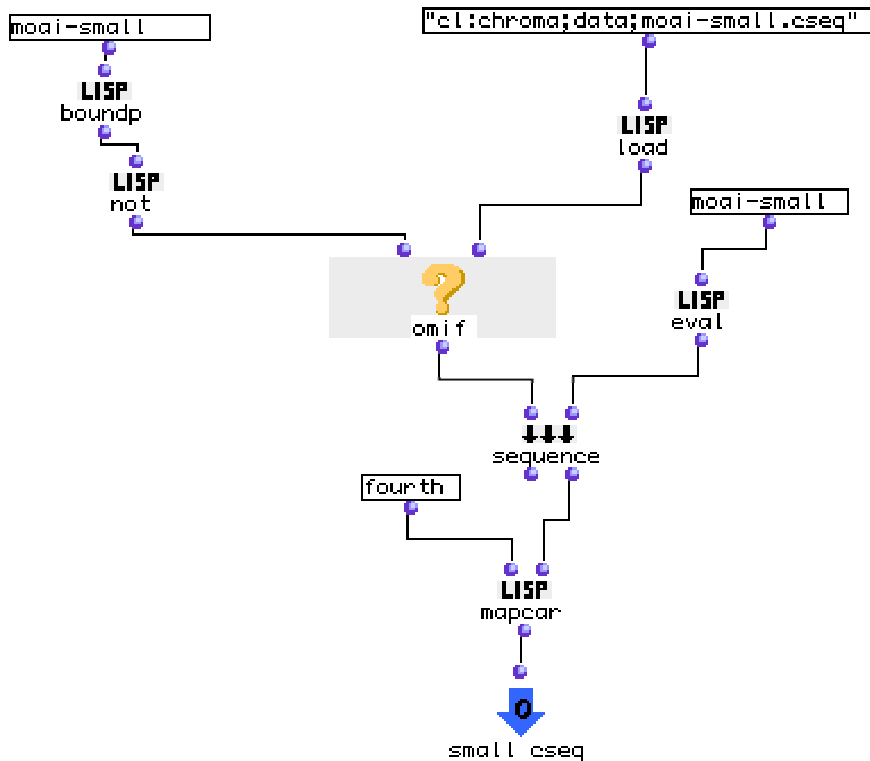 moai-small
"cl:chroma;data;moai-small.cseq"
LISP
boundp
LISP
load
LISP
not
moai-small
LISP
eval
omif
sequence
fourth
LISP
mapcar
0
small cseq